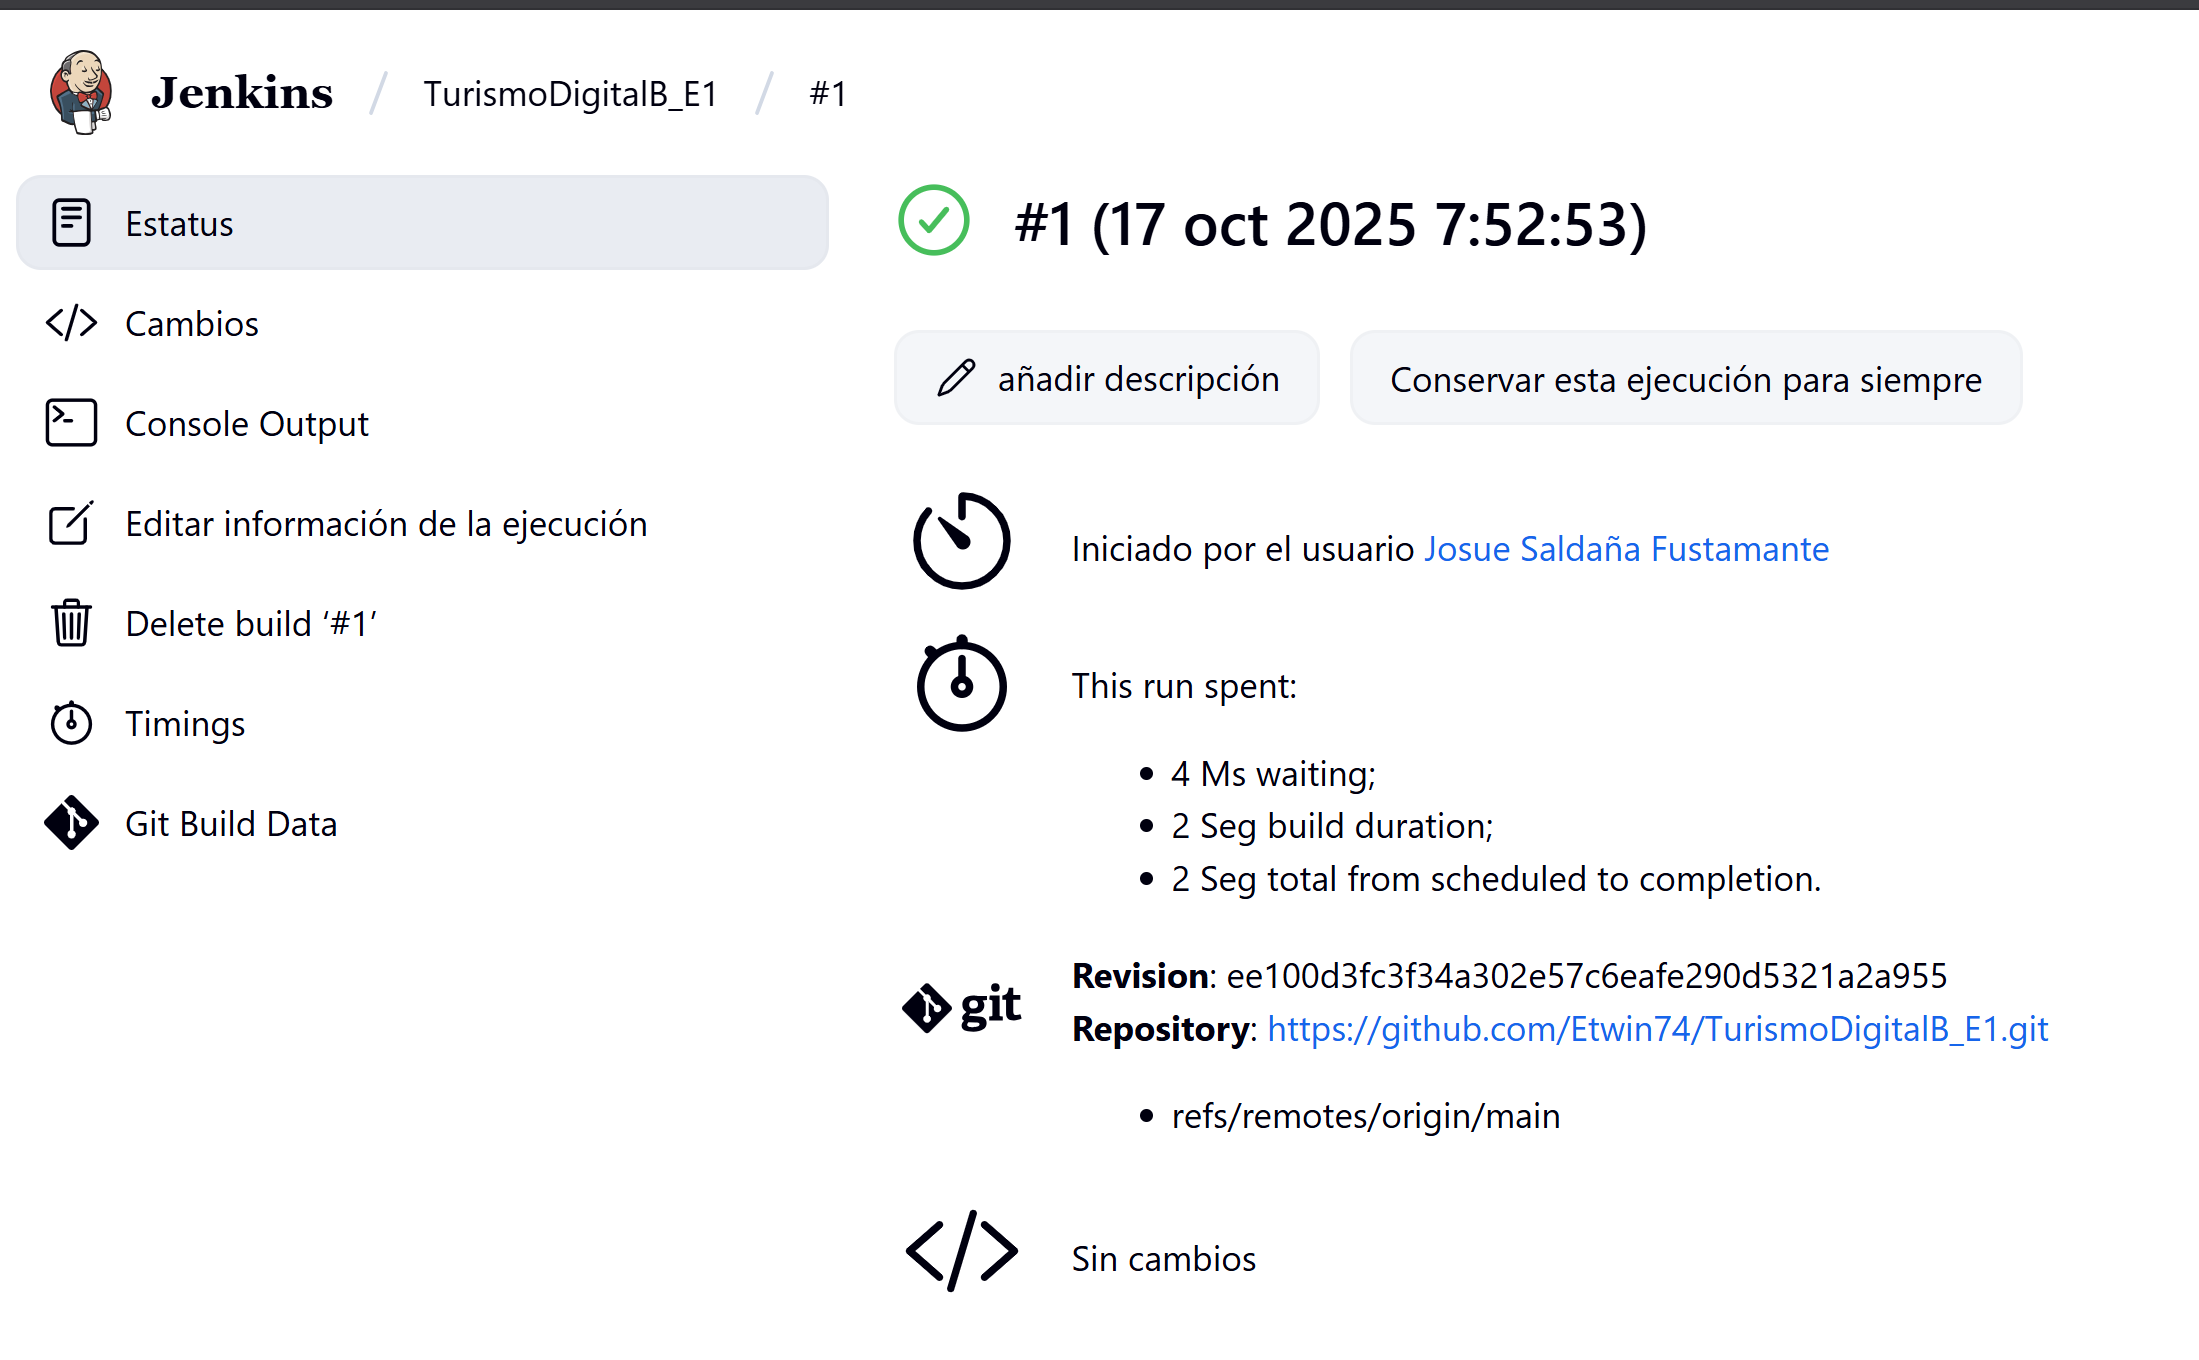 Jenkins / TurismoDigitalB_E1 / #1
Estatus
Cambios
Console Output
Editar información de la ejecución
Delete build ‘#1’
Timings
Git Build Data
#1 (17 oct 2025 7:52:53)
añadir descripción
Conservar esta ejecución para siempre
Iniciado por el usuario Josue Saldaña Fustamante
This run spent:
• 4 Ms waiting;
• 2 Seg build duration;
• 2 Seg total from scheduled to completion.
git
Revision: ee100d3fc3f34a302e57c6eafe290d5321a2a955
Repository: https://github.com/Etwin74/TurismoDigitalB_E1.git
• refs/remotes/origin/main
Sin cambios